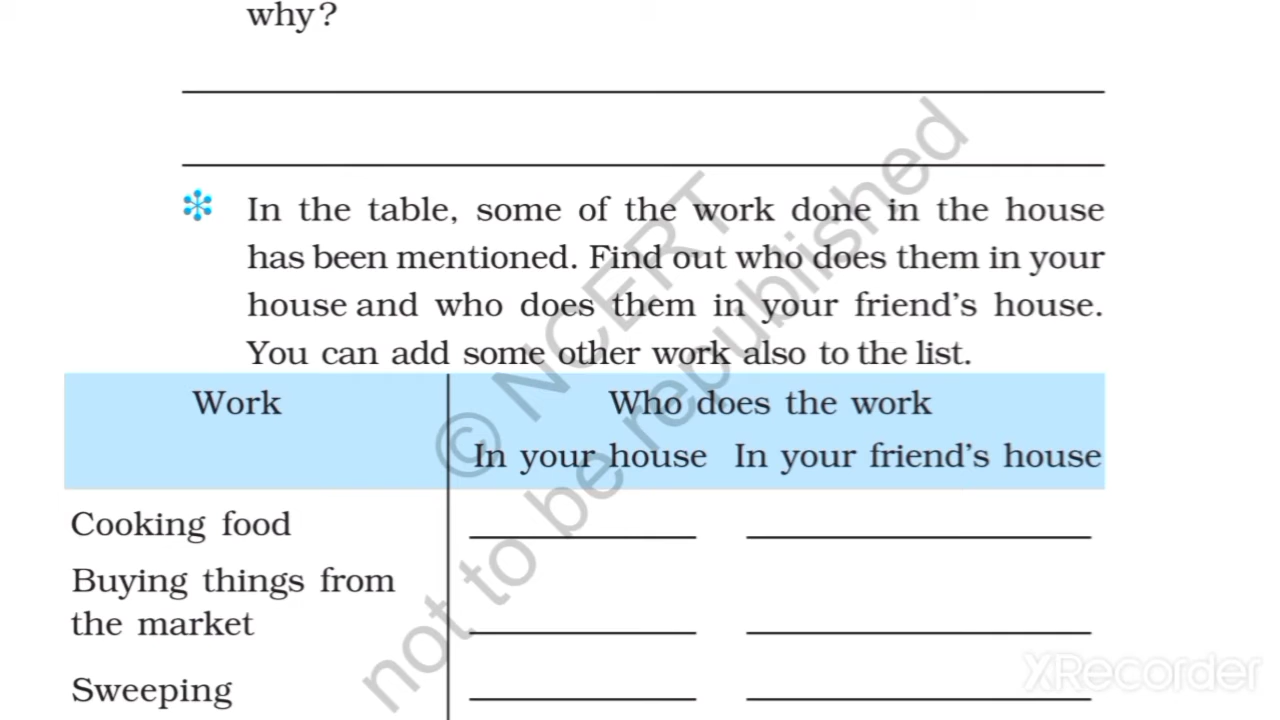 why?
In the table, some of the work done in the house
has been mentioned. Find out who does them in your
house and who does them in your friend's house.
You can add some other work also to the list.
Work
Who does the work
In your house In your friend's house
Cooking food
Buying things from
the market
Sweeping
© NCERT
not to be republished
XRecorder